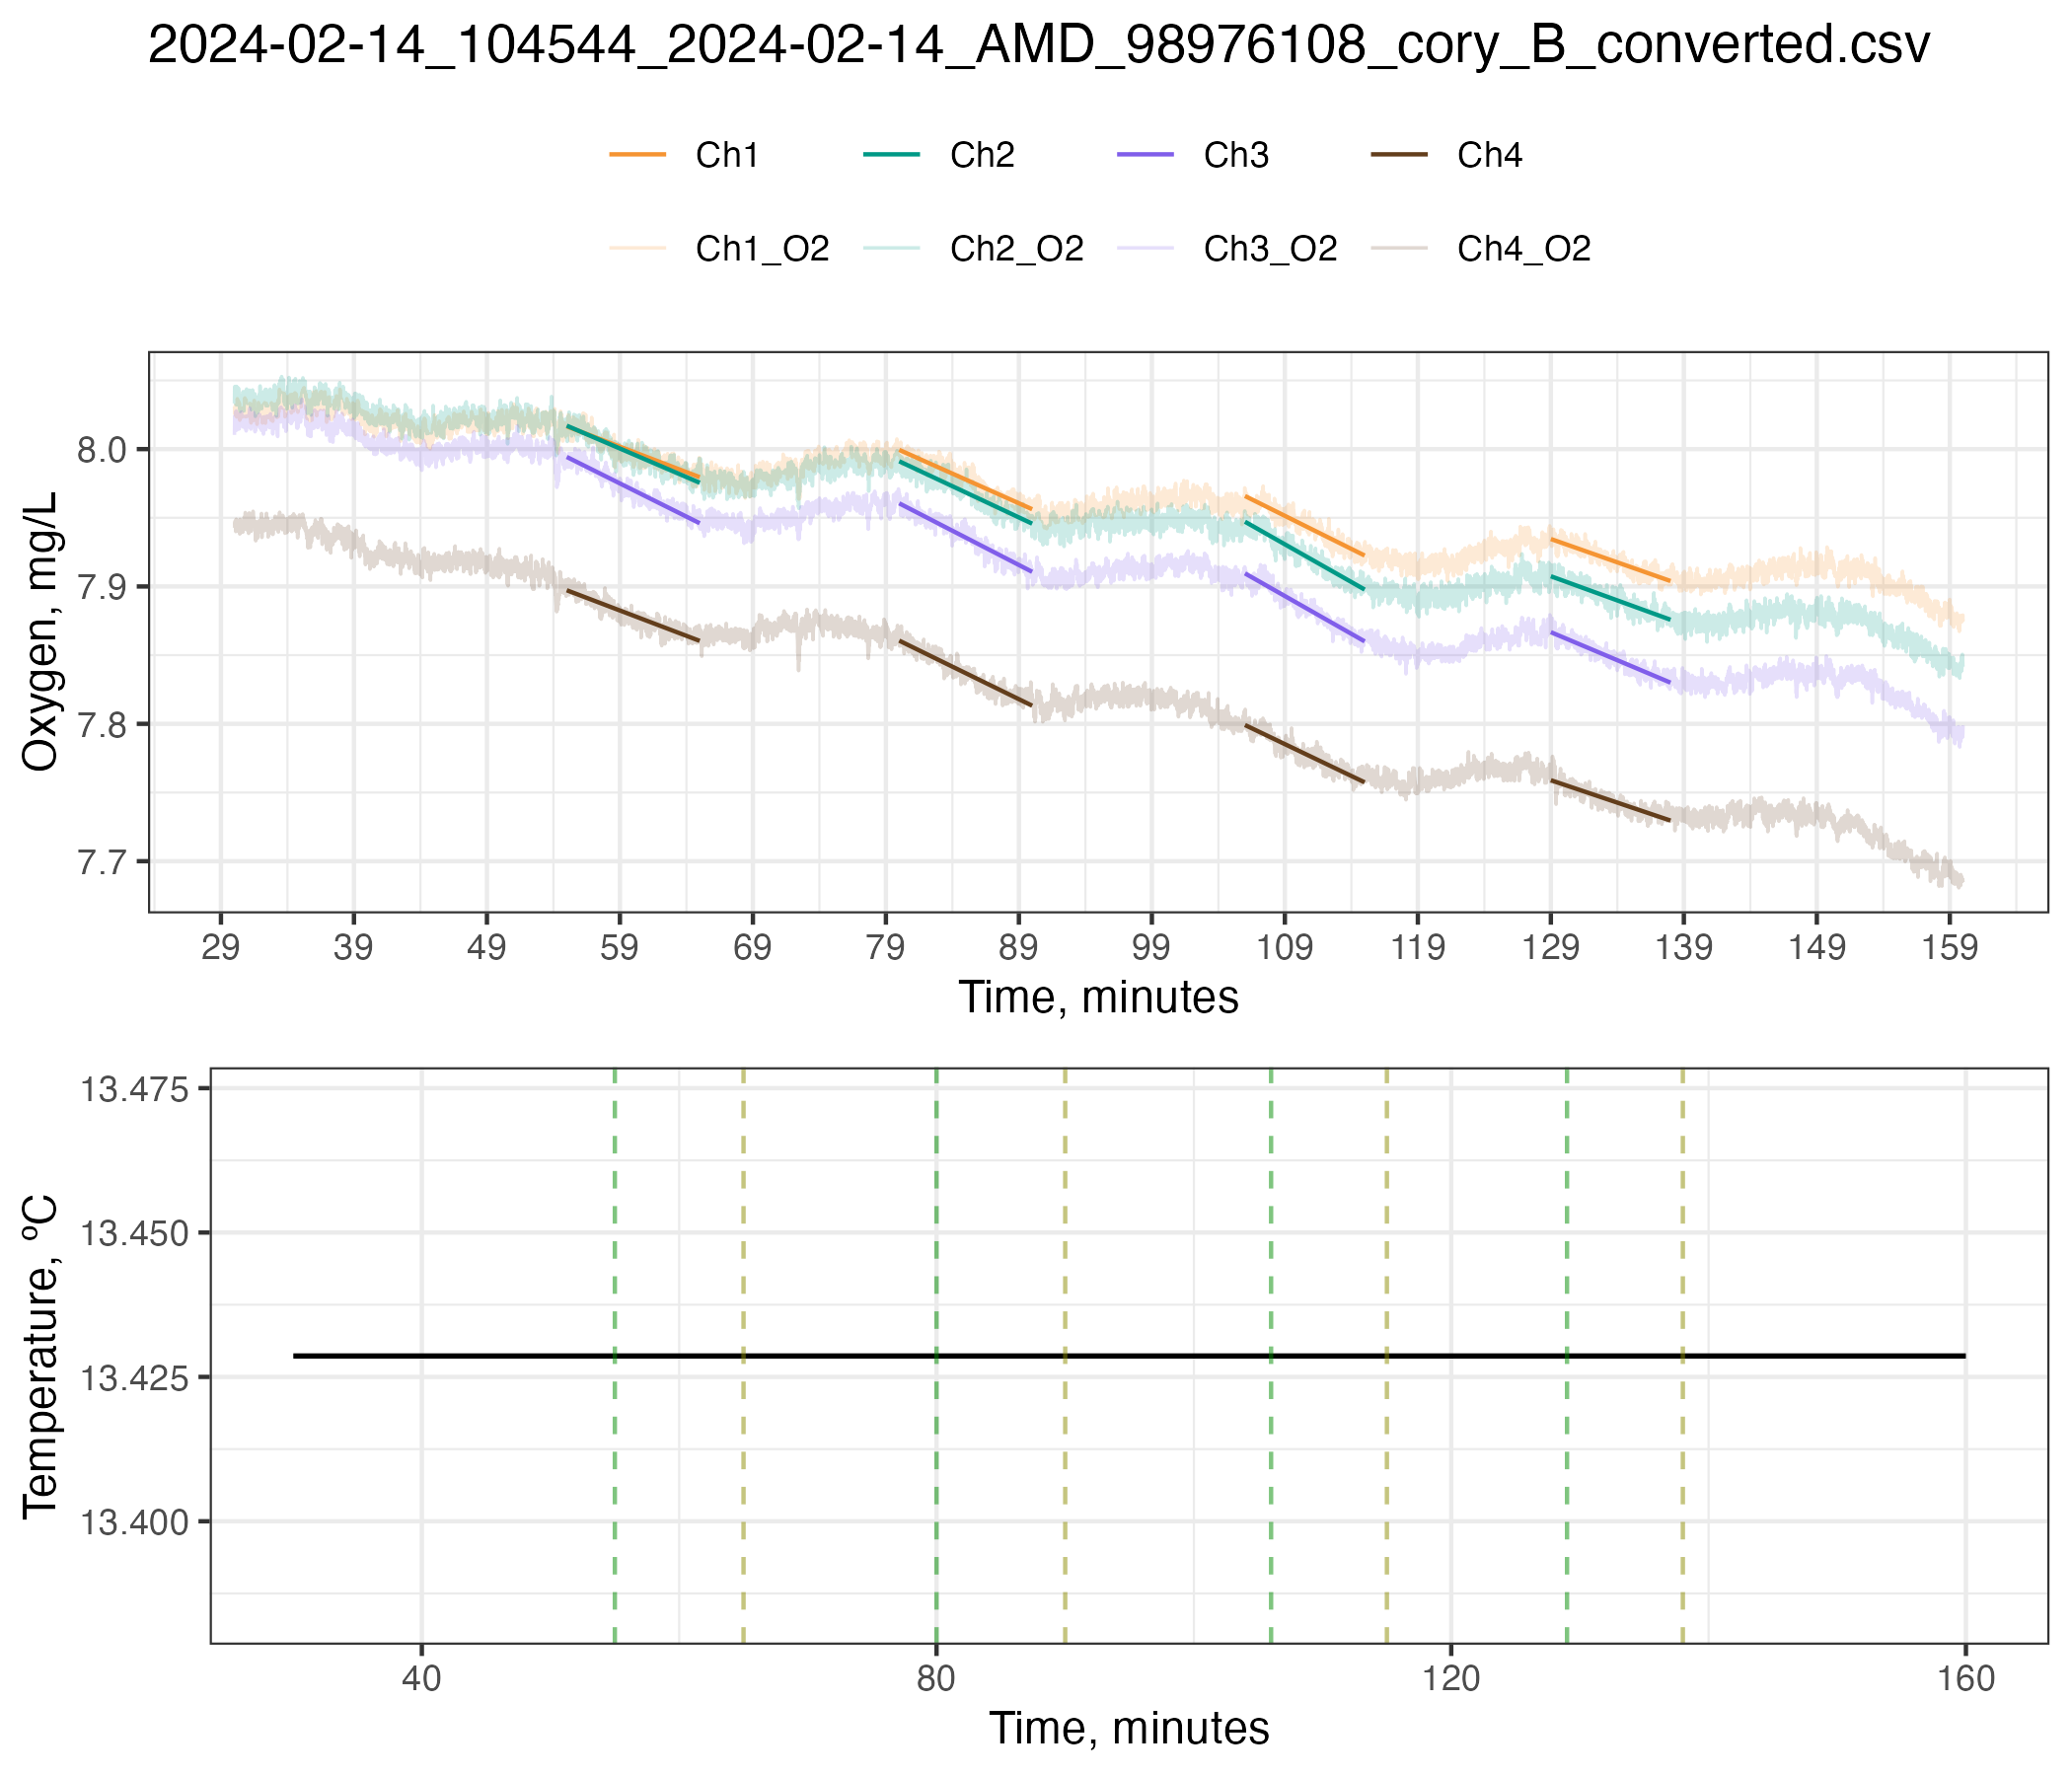 2024-02-14_104544_2024-02-14_AMD_98976108_cory_B_converted.csv
Ch1 Ch2 Ch3 Ch4
Ch1_O2 Ch2_O2 Ch3_O2 Ch4_O2
Oxygen, mg/L
8.0
7.9
7.8
7.7
29 39 49 59 69 79 89 99 109 119 129 139 149 159
Time, minutes
Temperature, ºC
13.475
13.450
13.425
13.400
40 80 120 160
Time, minutes